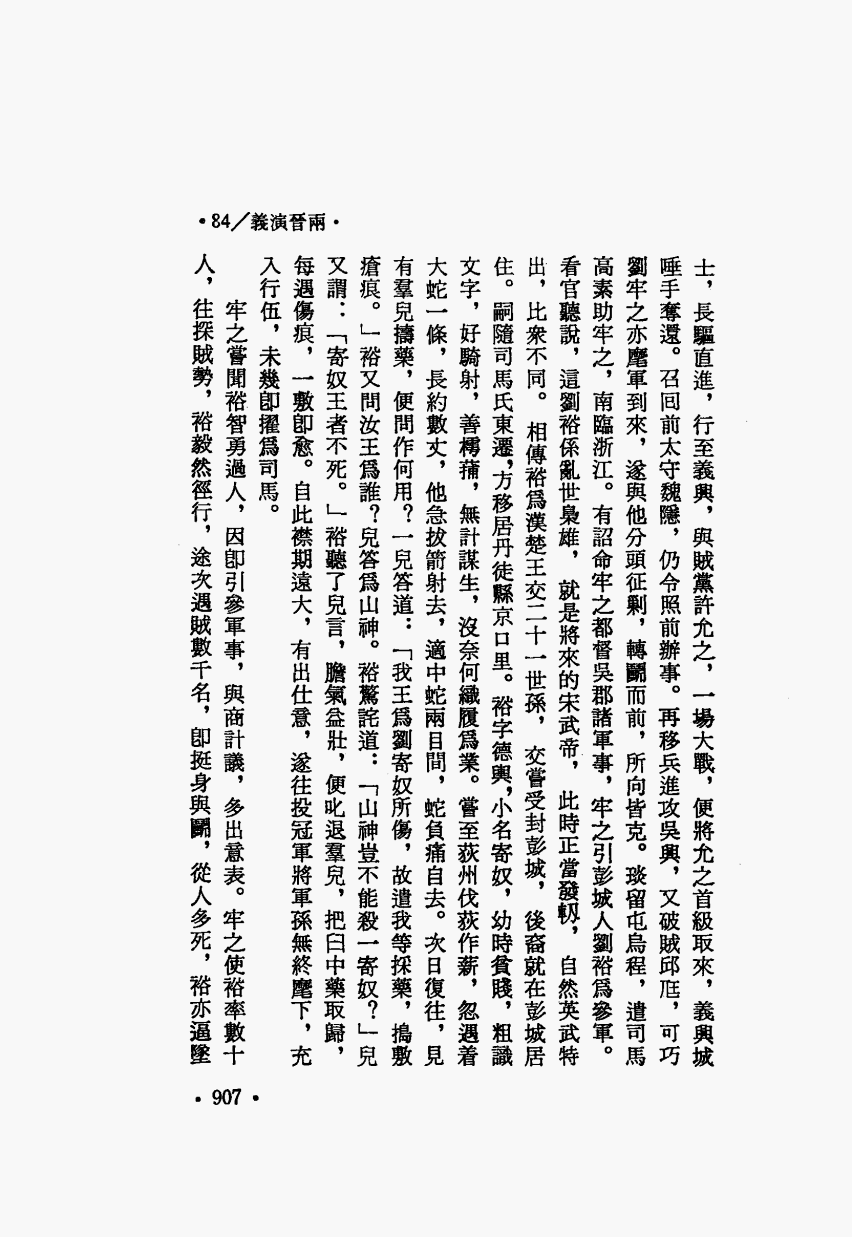 ·84／義演晉兩·
士，長驅直進，行至義興，與賊黨許允之，一場大戰，便將允之首級取來，義興城
唾手奪還。召回前太守魏隱，仍令照前辦事。再移兵進攻吳興，又破賊邱尫，可巧
劉牢之亦麾軍到來，遂與他分頭征剿，轉鬭而前，所向皆克。琰留屯烏程，遣司馬
高素助牢之，南臨浙江。有詔命牢之都督吳郡諸軍事，牢之引彭城人劉裕爲參軍。
看官聽說，這劉裕係亂世梟雄，就是將來的宋武帝，此時正當發軔，自然英武特
出，比衆不同。相傳裕爲漢楚王交二十一世孫，交嘗受封彭城，後裔就在彭城居
住。嗣隨司馬氏東遷，方移居丹徒縣京口里。裕字德輿，小名寄奴，幼時貧賤，粗識
文字，好騎射，善樗蒱，無計謀生，沒奈何織履爲業。嘗至荻州伐荻作薪，忽遇着
大蛇一條，長約數丈，他急拔箭射去，適中蛇兩目間，蛇負痛自去。次日復往，見
有羣兒擣藥，便問作何用？一兒答道：「我王爲劉寄奴所傷，故遣我等採藥，搗敷
瘡痕。」裕又問汝王爲誰？兒答爲山神。裕驚詫道：「山神豈不能殺一寄奴？」兒
又謂：「寄奴王者不死。」裕聽了兒言，膽氣益壯，便叱退羣兒，把臼中藥取歸，
每遇傷痕，一敷卽愈。自此襟期遠大，有出仕意，遂往投冠軍將軍孫無終麾下，充
入行伍，未幾卽擢爲司馬。
牢之嘗聞裕智勇過人，因卽引參軍事，與商計議，多出意表。牢之使裕率數十
人，往探賊勢，裕毅然徑行，途次遇賊數千名，卽挺身與鬭，從人多死，裕亦逼墜
·907·